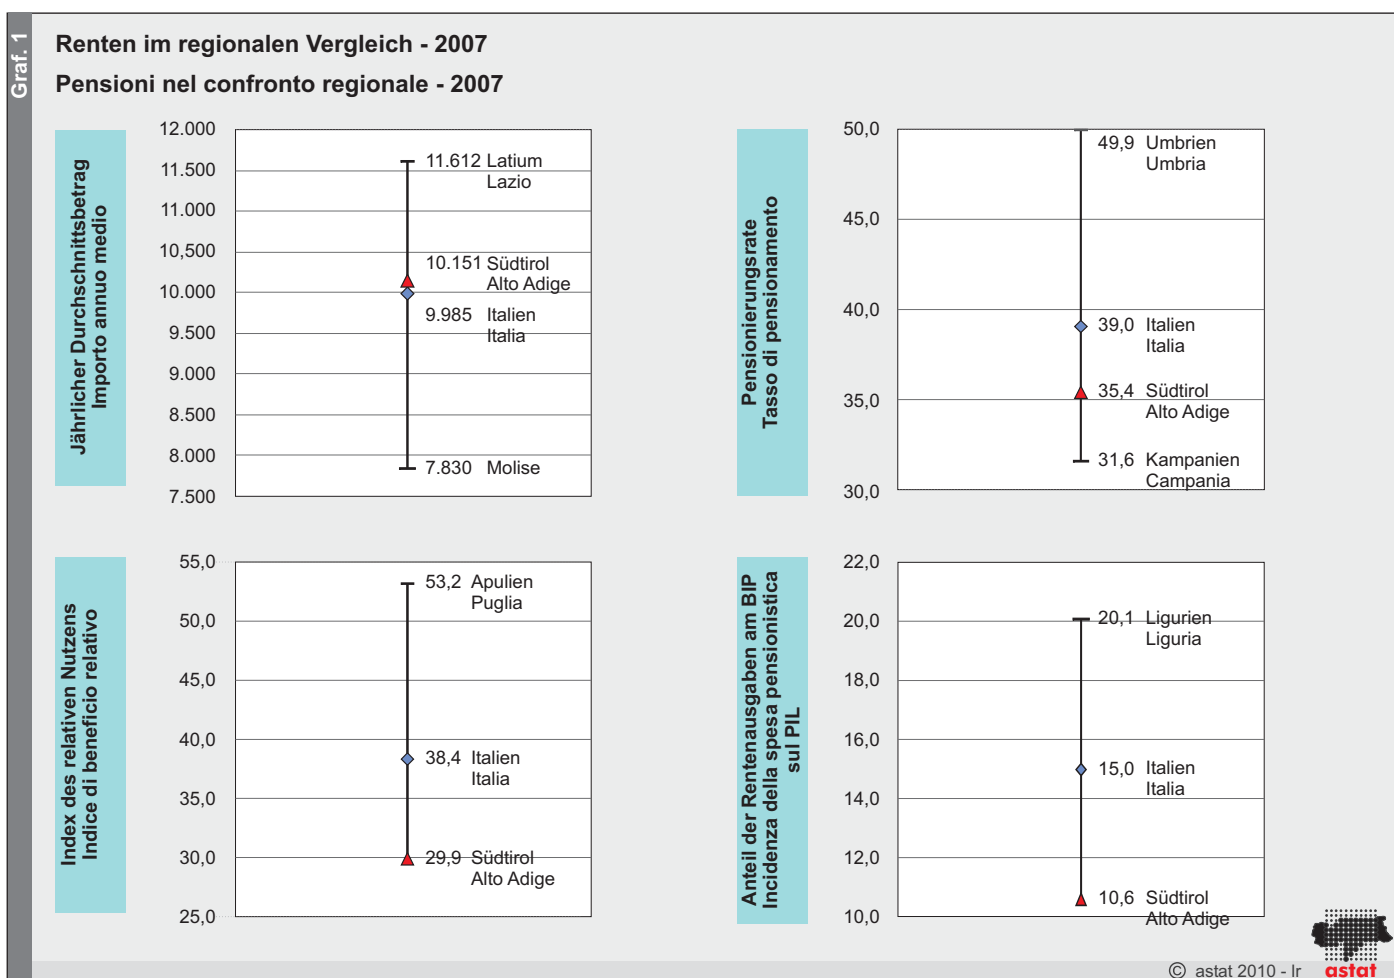 Graf. 1
Renten im regionalen Vergleich - 2007
Pensioni nel confronto regionale - 2007
Jährlicher Durchschnittsbetrag
Importo annuo medio
12.000
11.500
11.000
10,500
10.000
9.500
9.000
8.500
8.000
7.500
11.612 Latium
Lazio
10.151 Südtirol
Alto Adige
9.985 Italien
Italia
7.830 Molise
Pensionierungsrate
Tasso di pensionamento
50,0
45,0
40,0
35,0
30,0
49,9 Umbrien
Umbria
39,0 Italien
Italia
35,4 Südtirol
Alto Adige
31,6 Kampanien
Campania
Index des relativen Nutzens
Indice di beneficio relativo
55,0
50,0
45,0
40,0
35,0
30,0
25,0
53,2 Apulien
Puglia
38,4 Italien
Italia
29,9 Südtirol
Alto Adige
Anteil der Rentenausgaben am BIP
Incidenza della spesa pensionistica
sul PIL
22,0
20,0
18,0
16,0
14,0
12,0
10,0
20,1 Ligurien
Liguria
15,0 Italien
Italia
10,6 Südtirol
Alto Adige
© astat 2010 - lr
astat